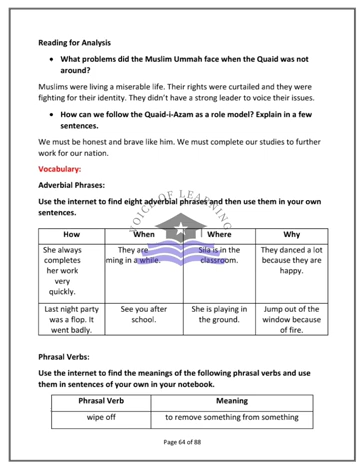 Reading for Analysis
• What problems did the Muslim Ummah face when the Quaid was not
around?
Muslims were living a miserable life. Their rights were curtailed and they were
fighting for their identity. They didn't have a strong leader to voice their issues.
• How can we follow the Quaid-i-Azam as a role model? Explain in a few
sentences.
We must be honest and brave like him. We must complete our studies to further
work for our nation.
Vocabulary:
Adverbial Phrases:
Use the internet to find eight adverbial phrases and then use them in your own
sentences.
VOICE OF LEARNING
How When Where Why
She always They are Sila is in the They danced a lot
completes ming in a while. classroom. because they are
her work happy.
very
quickly.
Last night party See you after She is playing in Jump out of the
was a flop. It school. the ground. window because
went badly. of fire.
Phrasal Verbs:
Use the internet to find the meanings of the following phrasal verbs and use
them in sentences of your own in your notebook.
Phrasal Verb Meaning
wipe off to remove something from something
Page 64 of 88